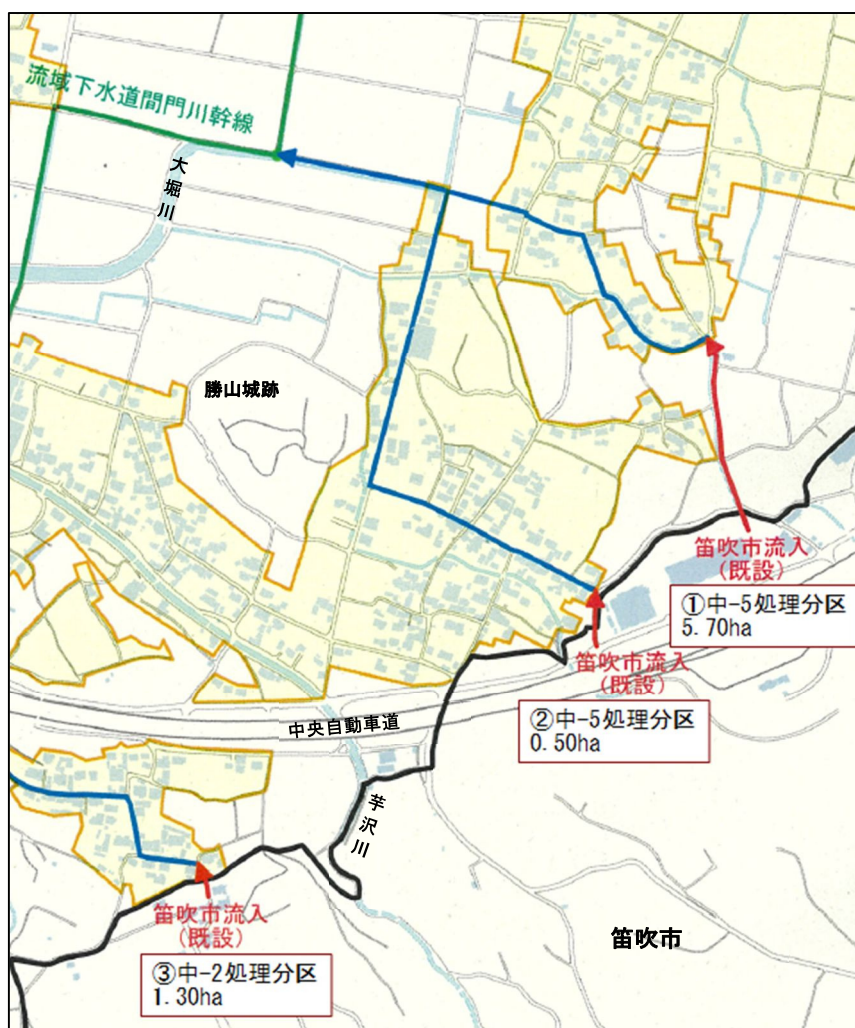 流域下水道間門川幹線
大堀川
勝山城跡
笛吹市流入
(既設)
①中-5処理分区
5.70ha
笛吹市流入
(既設)
②中-5処理分区
0.50ha
中央自動車道
芋沢川
笛吹市流入
(既設)
③中-2処理分区
1.30ha
笛吹市